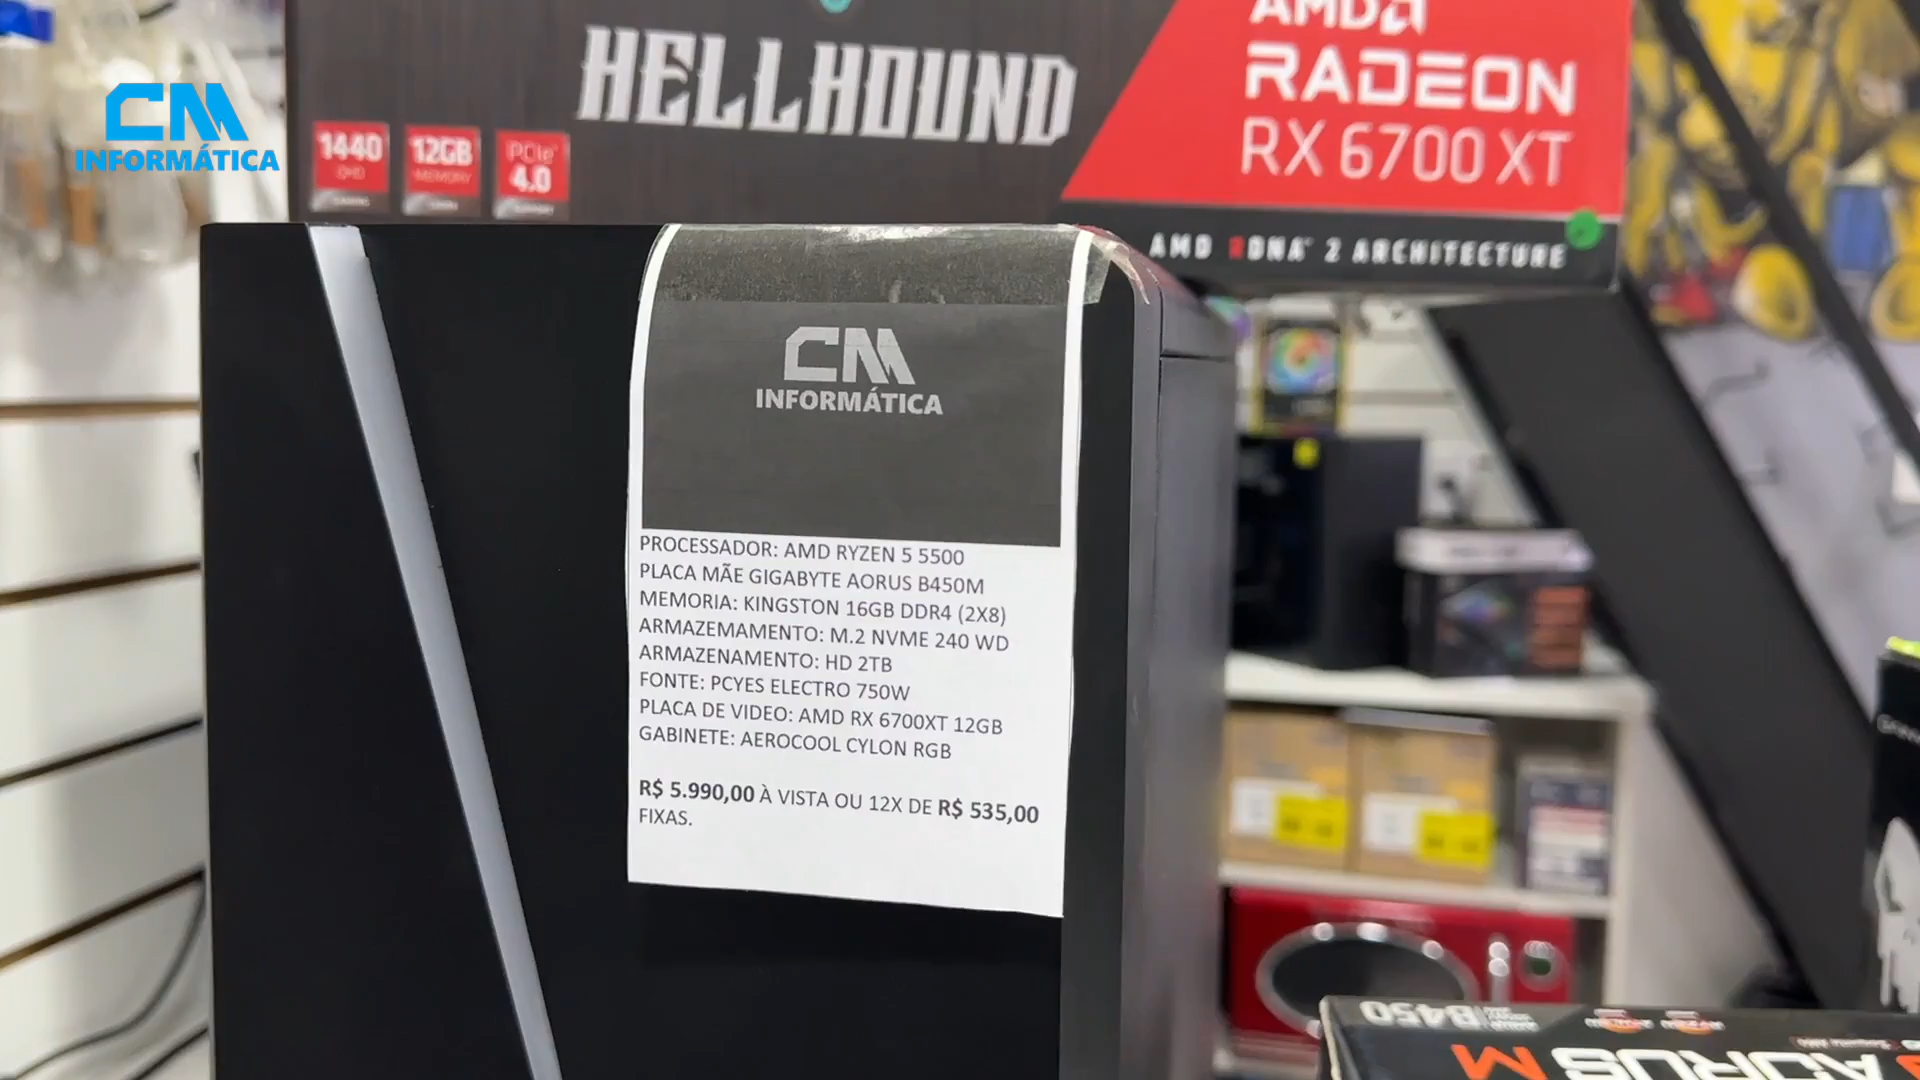 HELLHOUND
AMD
RADEON
RX 6700 XT
1440
QHD
12GB
MEMORY
PCIe
4.0
CM
INFORMÁTICA
AMD RDNA 2 ARCHITECTURE
CM
INFORMÁTICA
PROCESSADOR: AMD RYZEN 5 5500
PLACA MÃE GIGABYTE AORUS B450M
MEMORIA: KINGSTON 16GB DDR4 (2X8)
ARMAZEMAMENTO: M.2 NVME 240 WD
ARMAZENAMENTO: HD 2TB
FONTE: PCYES ELECTRO 750W
PLACA DE VIDEO: AMD RX 6700XT 12GB
GABINETE: AEROCOOL CYLON RGB
R$ 5.990,00 À VISTA OU 12X DE R$ 535,00
FIXAS.
B450
AORUS M